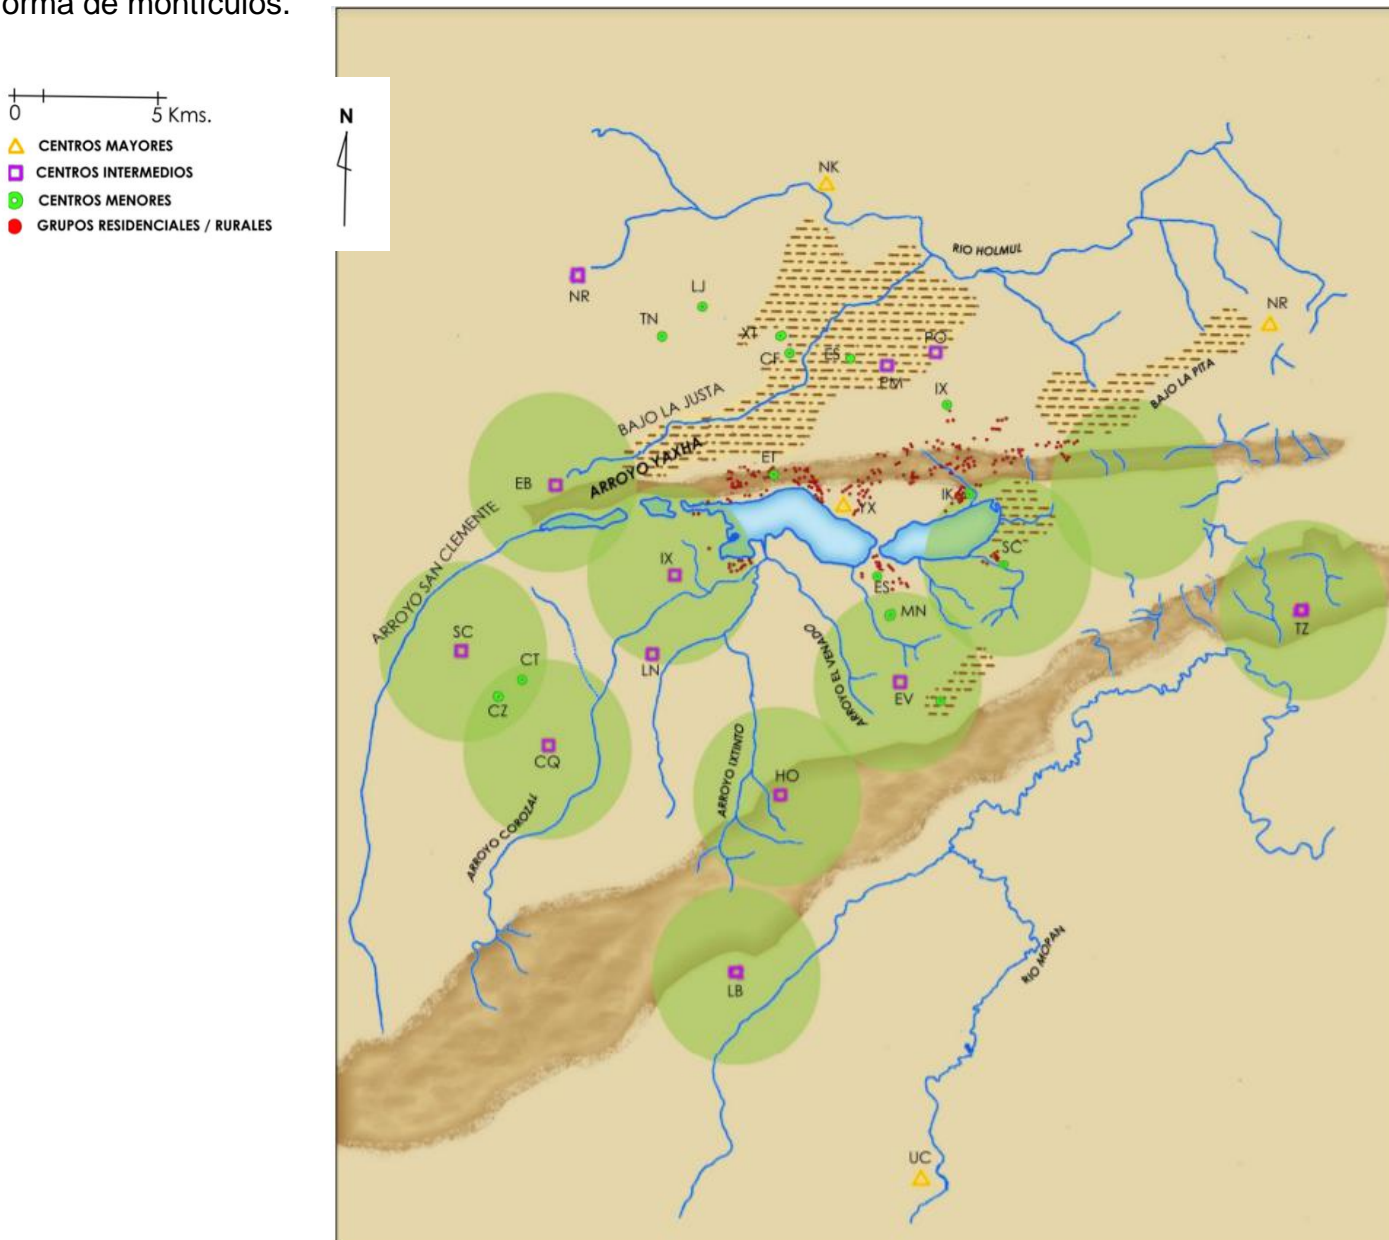 orma de montículos.
0 5 Kms.
CENTROS MAYORES
CENTROS INTERMEDIOS
CENTROS MENORES
GRUPOS RESIDENCIALES / RURALES
N
NK
RIO HOLMUL
NR
LJ
NR
TN
XT
PO
CF
ES
PM
IX
BAJO LA PITA
BAJO LA JUSTA
ARROYO YAXHA
ET
EB
IK
YX
ARROYO SAN CLEMENTE
SC
IX
ES
MN
TZ
SC
CT
LN
ARROYO EL VENADO
EV
CZ
CQ
HO
ARROYO IXTINTO
ARROYO COROZAL
LB
RIO MOPAN
UC